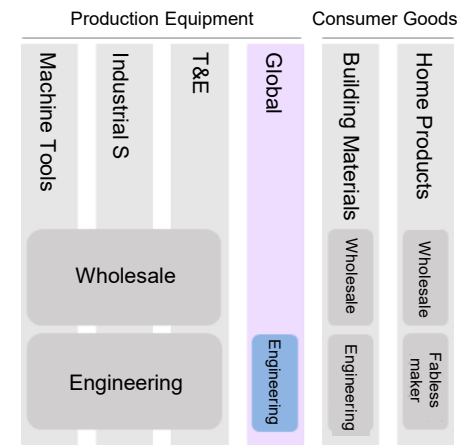 Production Equipment
Consumer Goods
Machine Tools
Industrial S
T&E
Global
Building Materials
Home Products
Wholesale
Wholesale
Wholesale
Engineering
Engineering
Engineering
Fabless
maker